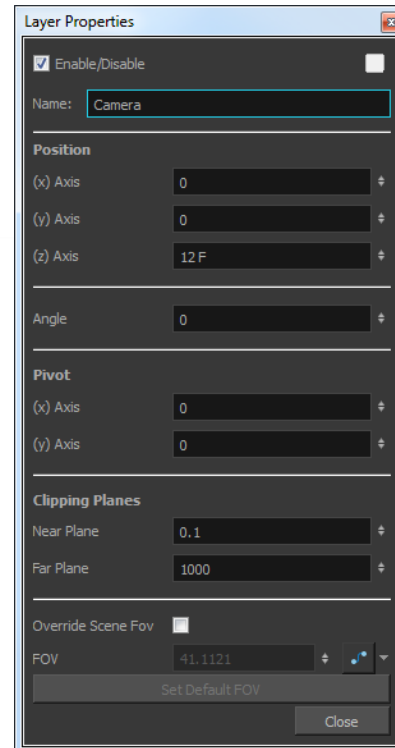 Layer Properties
Enable/Disable
Name: Camera
Position
(x) Axis 0
(y) Axis 0
(z) Axis 12 F
Angle 0
Pivot
(x) Axis 0
(y) Axis 0
Clipping Planes
Near Plane 0.1
Far Plane 1000
Override Scene Fov
FOV 41.1121
Set Default FOV
Close